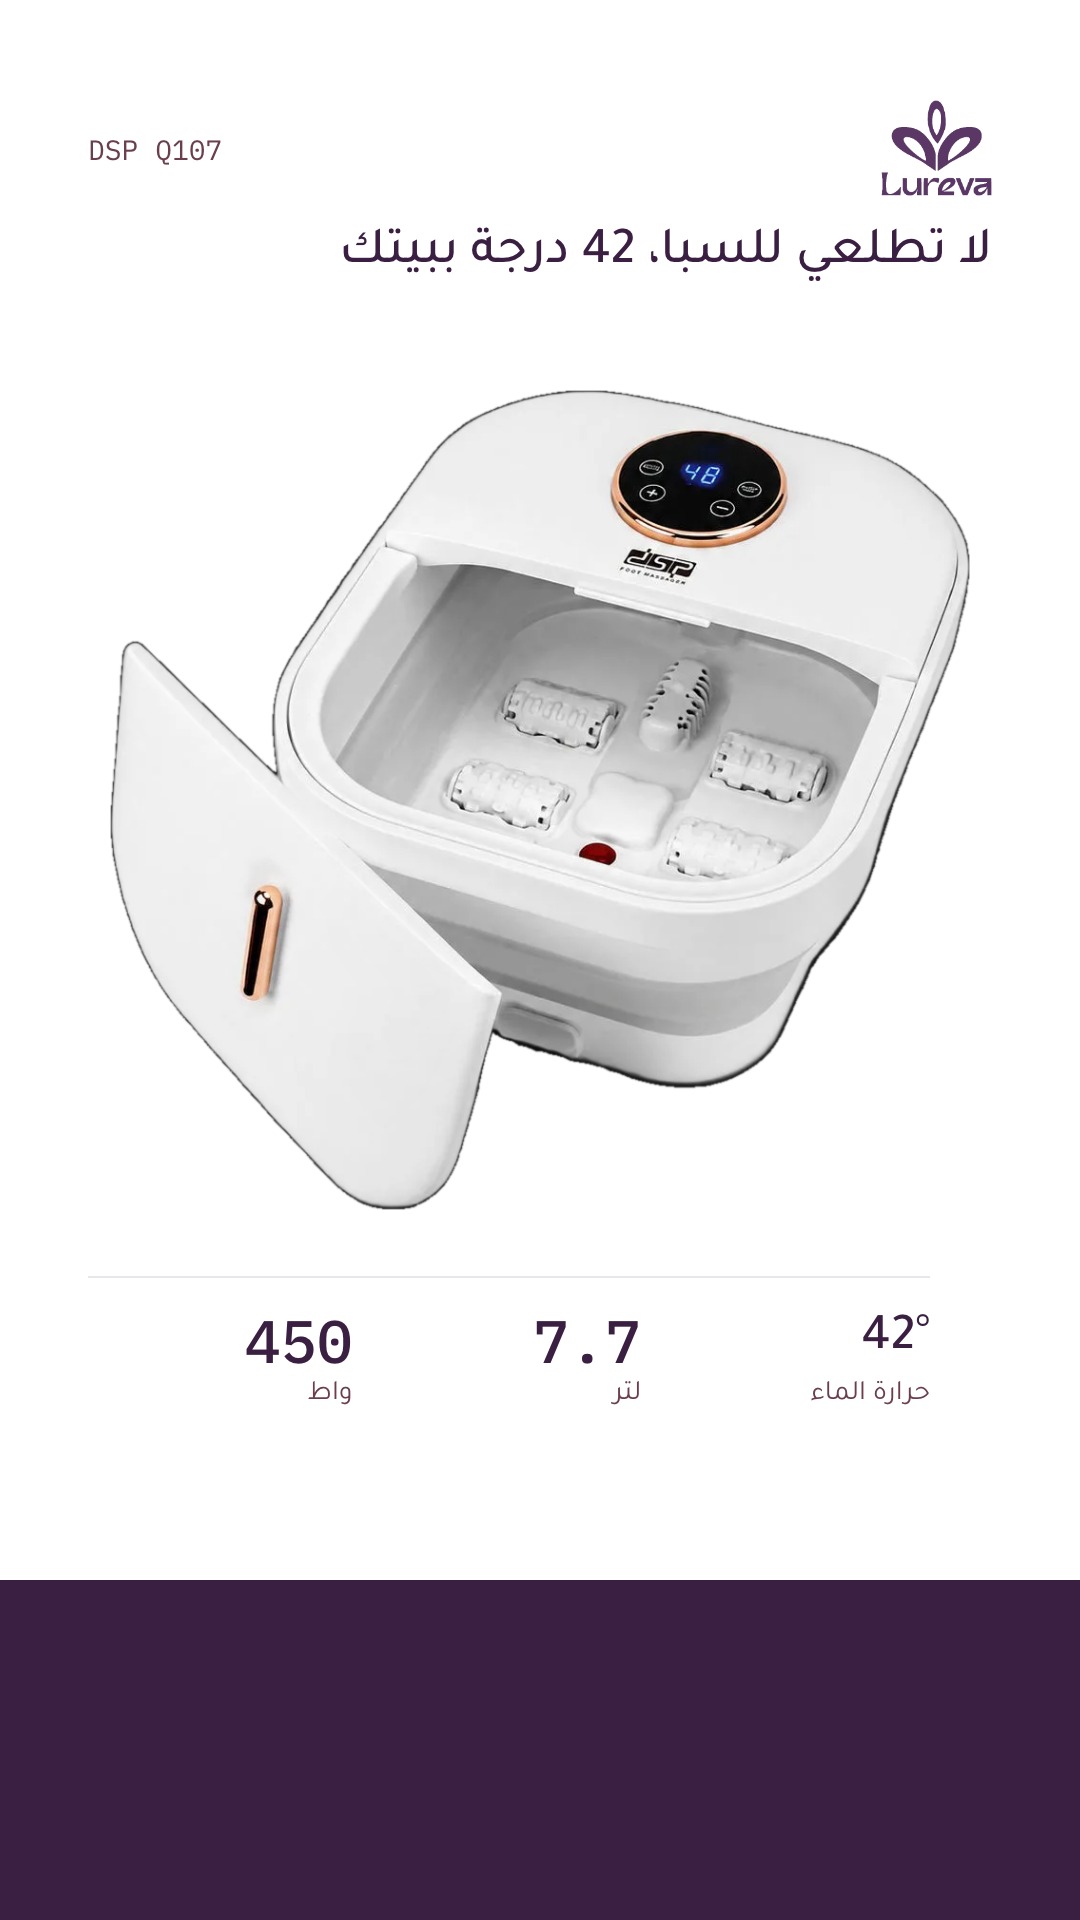 Lureva
DSP Q107
لا تطلعي للسبا، 42 درجة ببيتك
48
dsp
FOOT MASSAGER
42°
حرارة الماء
7.7
لتر
450
واط